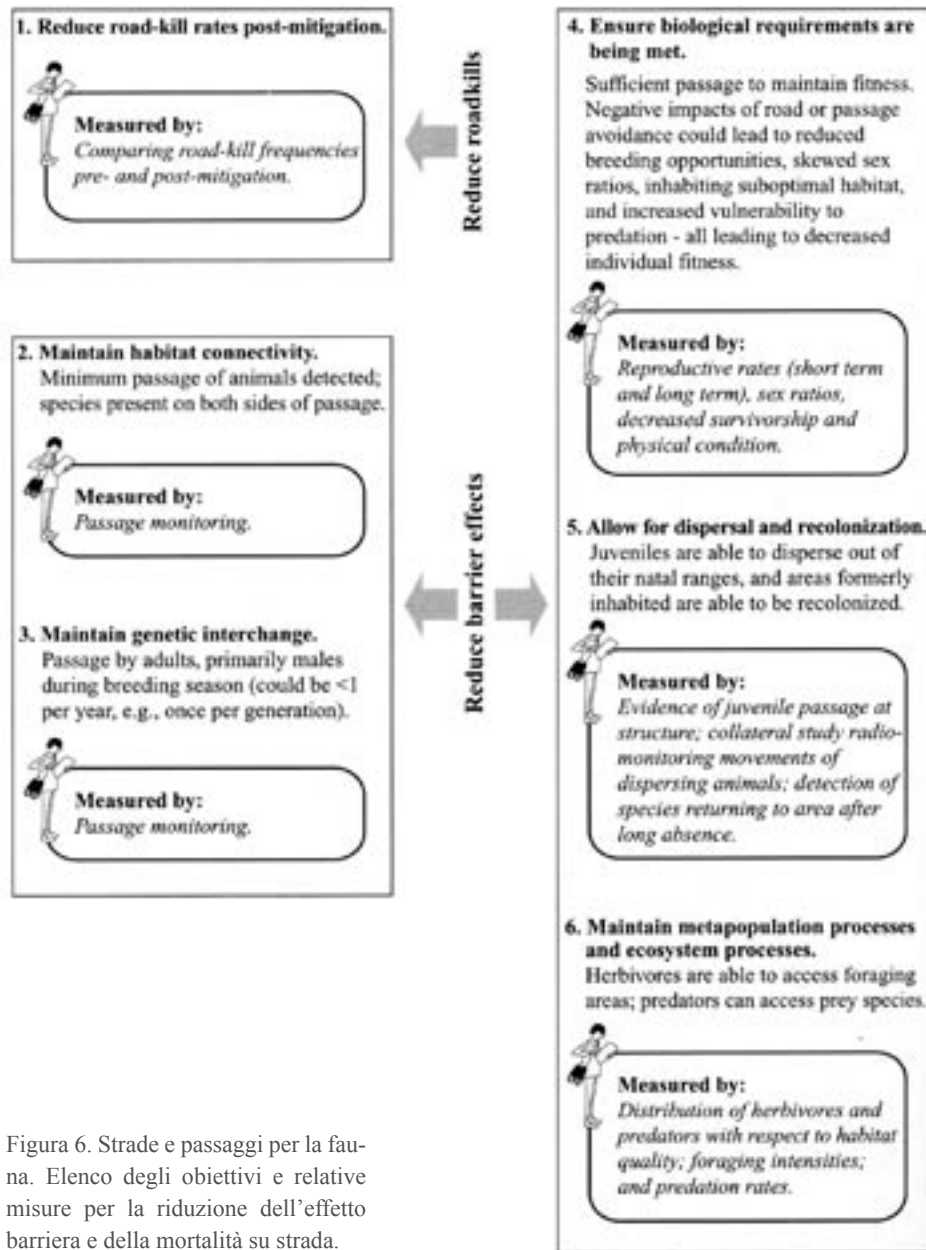 1. Reduce road-kill rates post-mitigation.
Measured by:
Comparing road-kill frequencies
pre- and post-mitigation.
Reduce roadkills
2. Maintain habitat connectivity.
Minimum passage of animals detected;
species present on both sides of passage.
Measured by:
Passage monitoring.
3. Maintain genetic interchange.
Passage by adults, primarily males
during breeding season (could be <1
per year, e.g., once per generation).
Measured by:
Passage monitoring.
Reduce barrier effects
4. Ensure biological requirements are
being met.
Sufficient passage to maintain fitness.
Negative impacts of road or passage
avoidance could lead to reduced
breeding opportunities, skewed sex
ratios, inhabiting suboptimal habitat,
and increased vulnerability to
predation - all leading to decreased
individual fitness.
Measured by:
Reproductive rates (short term
and long term), sex ratios,
decreased survivorship and
physical condition.
5. Allow for dispersal and recolonization.
Juveniles are able to disperse out of
their natal ranges, and areas formerly
inhabited are able to be recolonized.
Measured by:
Evidence of juvenile passage at
structure; collateral study radio-
monitoring movements of
dispersing animals; detection of
species returning to area after
long absence.
6. Maintain metapopulation processes
and ecosystem processes.
Herbivores are able to access foraging
areas; predators can access prey species.
Measured by:
Distribution of herbivores and
predators with respect to habitat
quality; foraging intensities;
and predation rates.
Figura 6. Strade e passaggi per la fau-
na. Elenco degli obiettivi e relative
misure per la riduzione dell'effetto
barriera e della mortalità su strada.